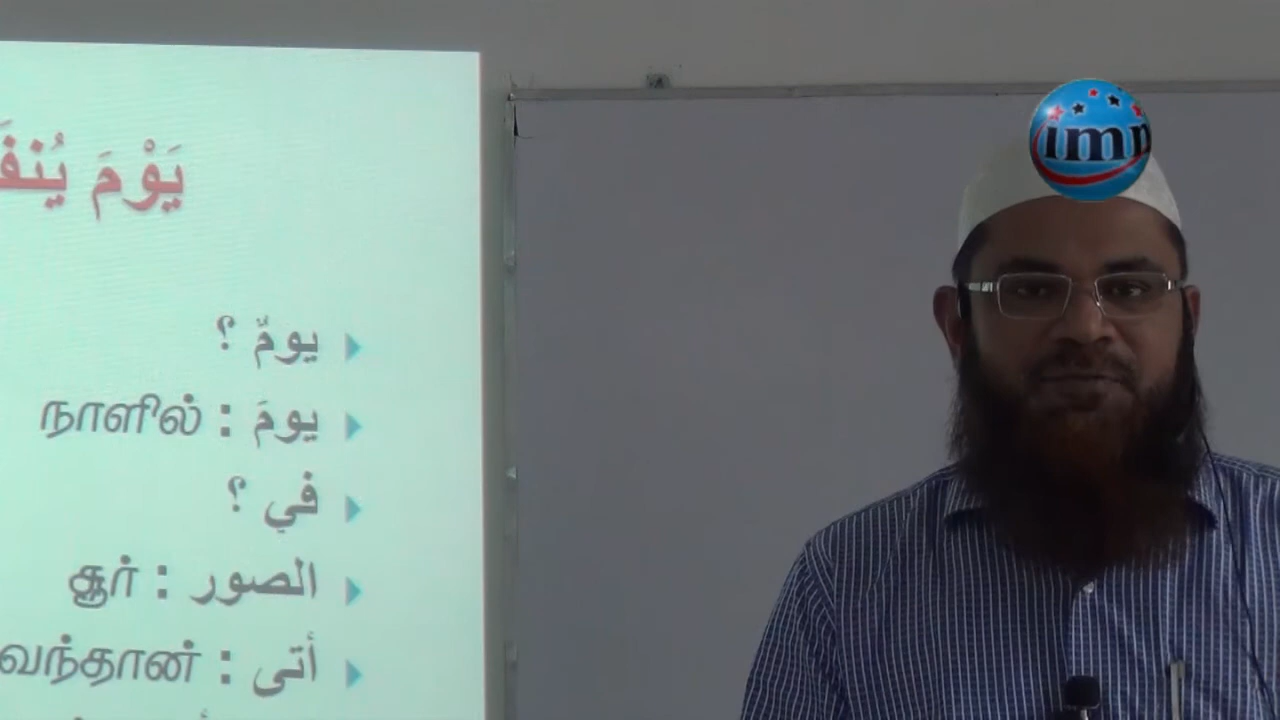 يَوْمَ يُنفَ
يومٌ ؟
يومَ : நாளில்
في ؟
الصور : சூர்
أتى : வந்தான்
imn